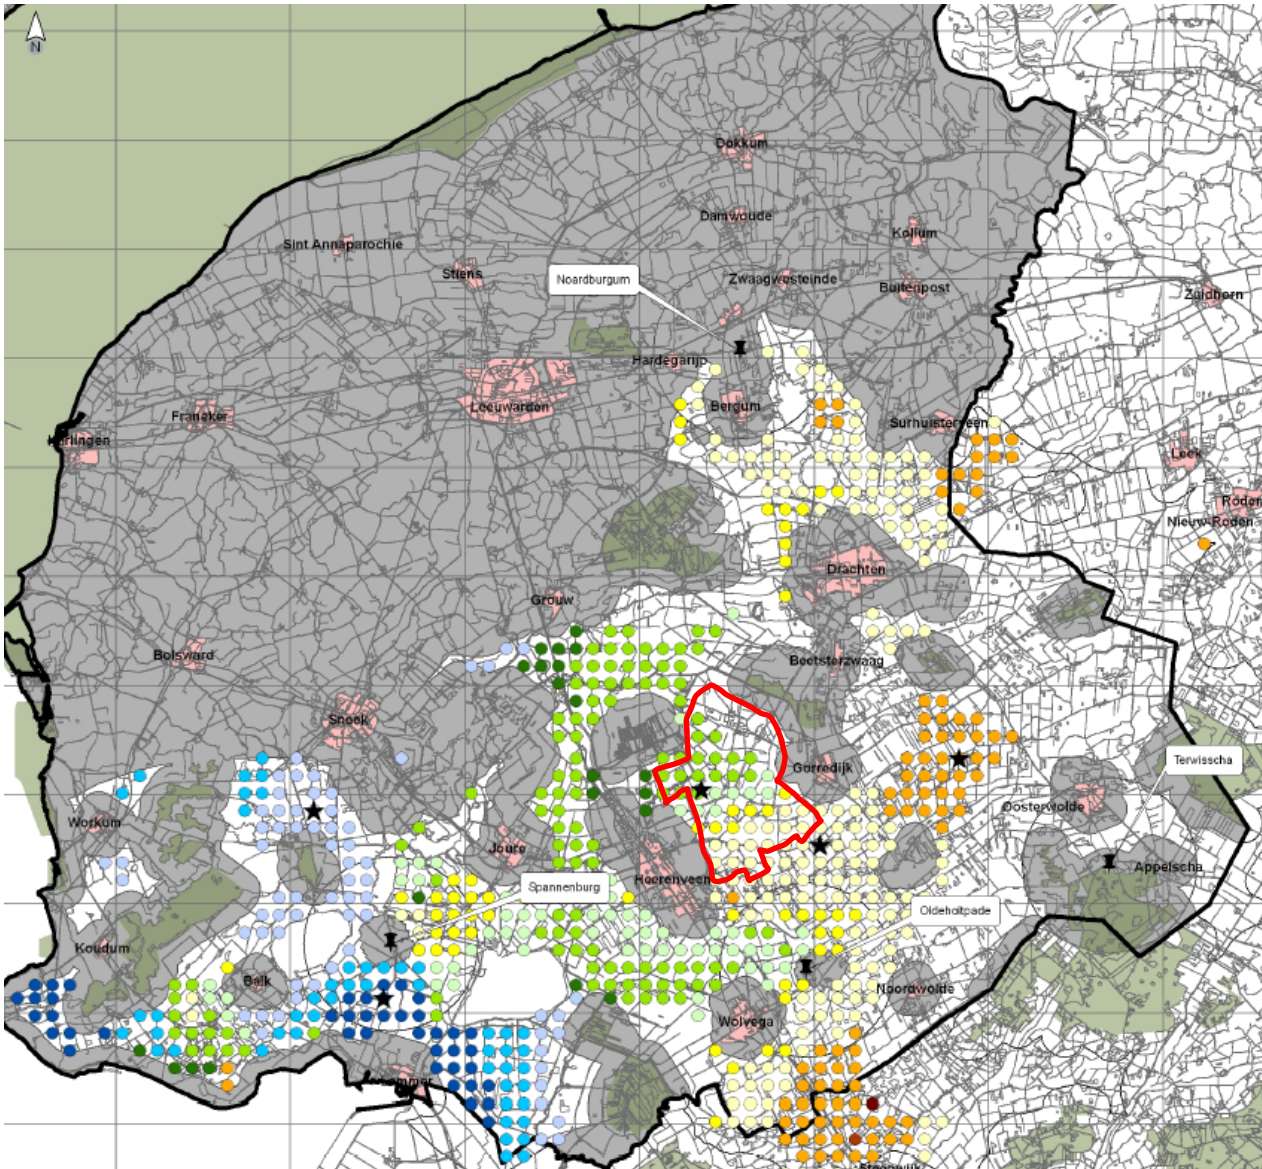 N
Dokkum
Damwoude
Kollum
Sint Annaparochie
Stiens
Noardburgum
Zwaagwesteinde
Buitenpost
Zuidhorn
Hardegarijp
Leeuwarden
Bergum
Franeker
Surhuisterveen
Harlingen
Leek
Roden
Nieuw-Roden
Drachten
Grouw
Bolsward
Beetsterzwaag
Sneek
Gorredijk
Terwisscha
Oosterwolde
Workum
Joure
Appelscha
Heerenveen
Spannenburg
Oldeholtpade
Koudum
Balk
Noordwolde
Wolvega